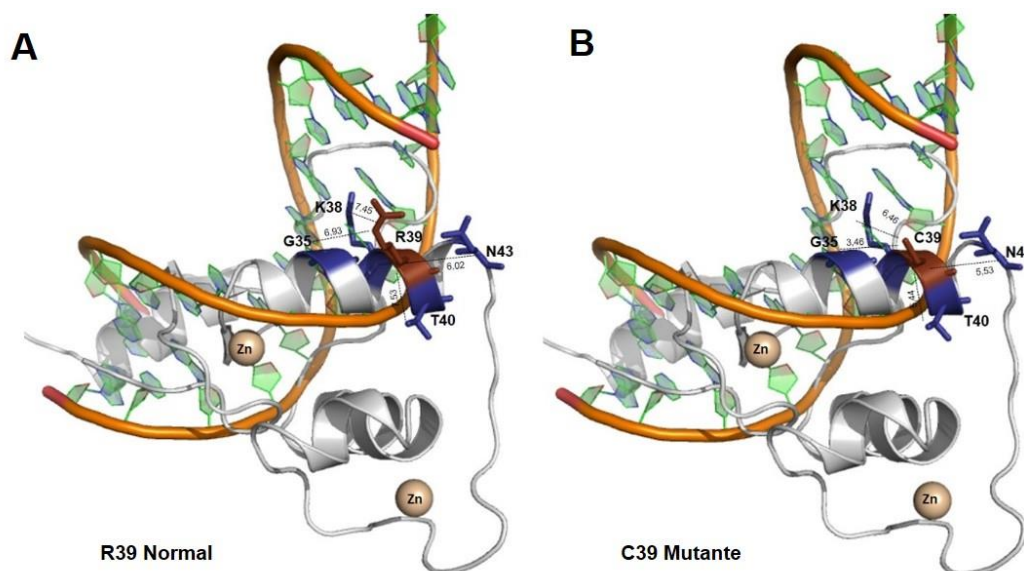 A
K38
7.45
6.93
G35
R39
N43
6.02
T40
Zn
Zn
R39 Normal
B
K38
6.46
G35
C39
3.46
N4
5.53
T40
Zn
Zn
C39 Mutante